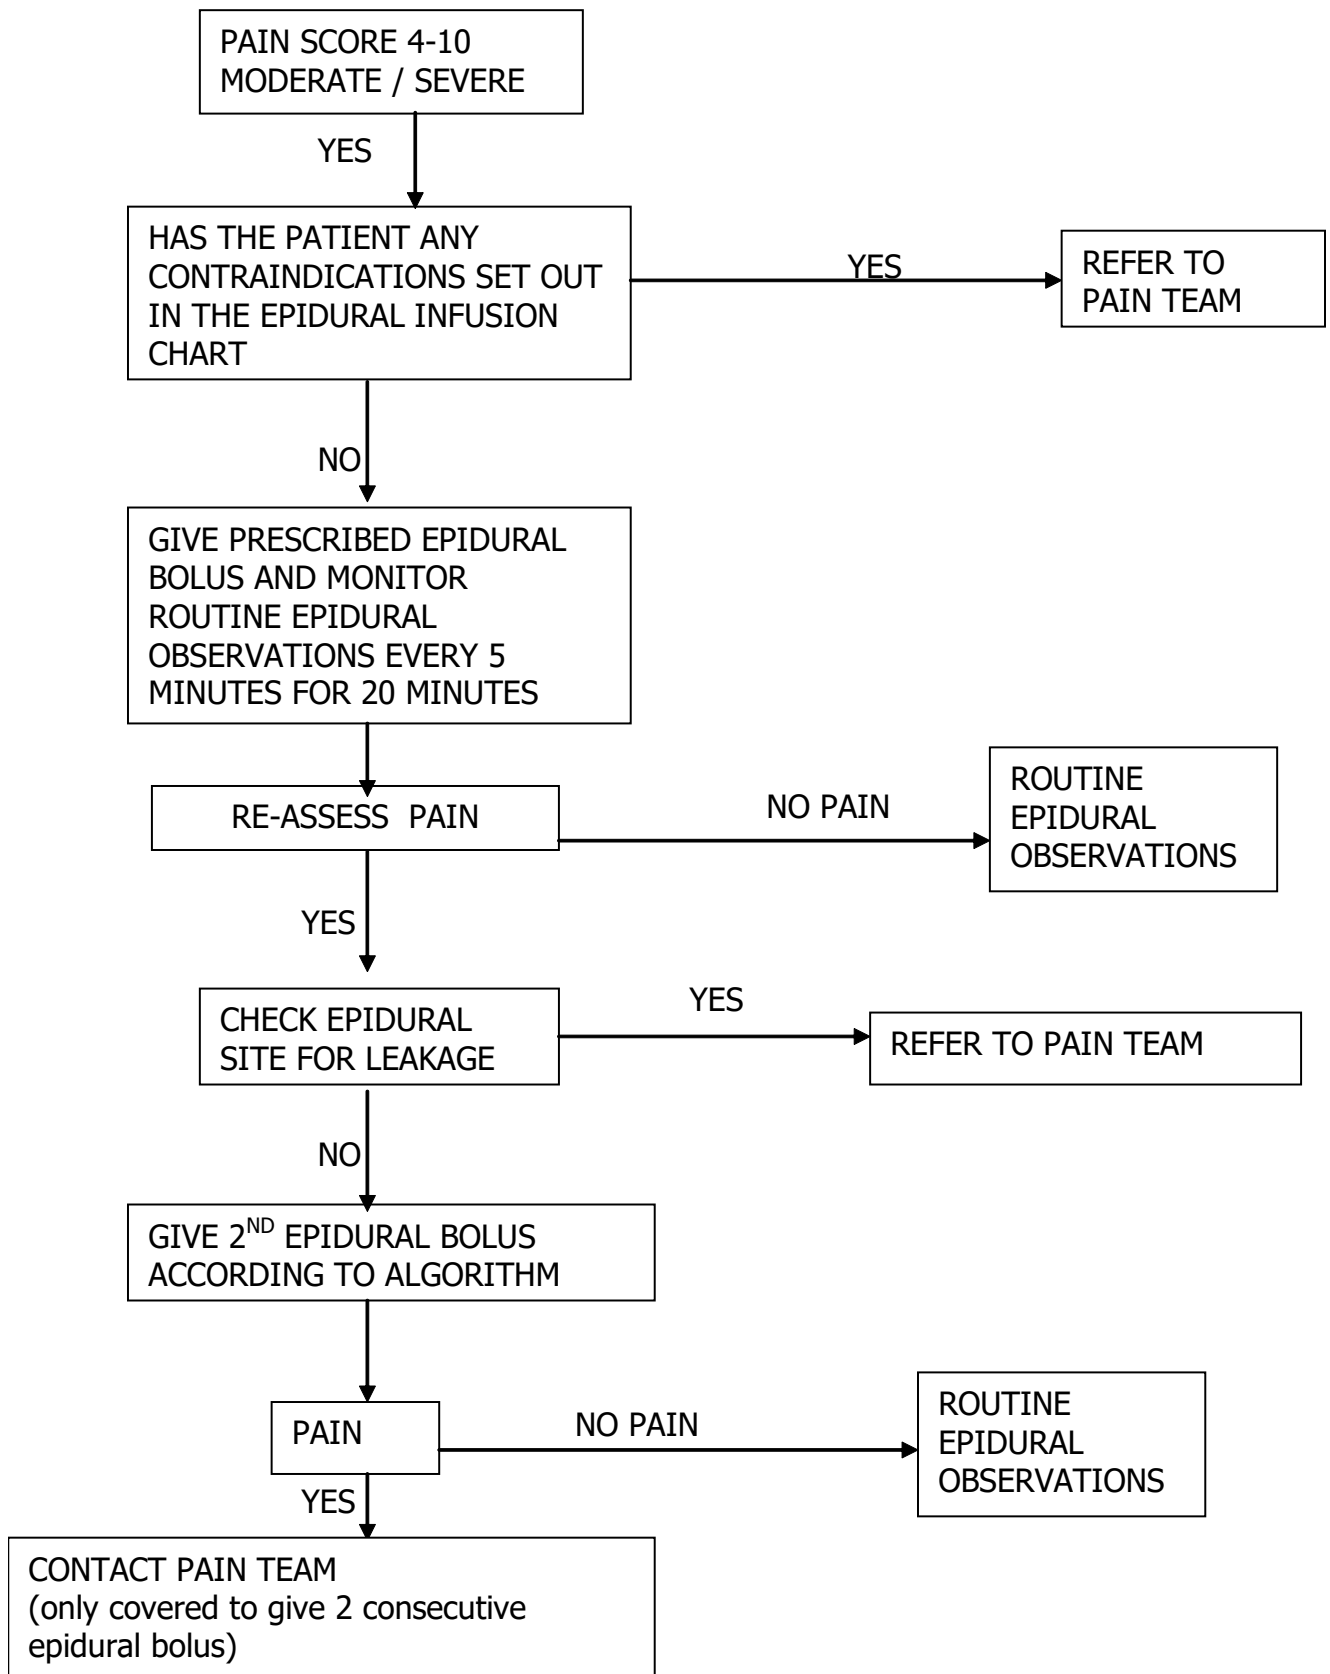 PAIN SCORE 4-10
MODERATE / SEVERE
YES
HAS THE PATIENT ANY
CONTRAINDICATIONS SET OUT
IN THE EPIDURAL INFUSION
CHART
YES
REFER TO
PAIN TEAM
NO
GIVE PRESCRIBED EPIDURAL
BOLUS AND MONITOR
ROUTINE EPIDURAL
OBSERVATIONS EVERY 5
MINUTES FOR 20 MINUTES
RE-ASSESS PAIN
NO PAIN
ROUTINE
EPIDURAL
OBSERVATIONS
YES
CHECK EPIDURAL
SITE FOR LEAKAGE
YES
REFER TO PAIN TEAM
NO
GIVE 2ND EPIDURAL BOLUS
ACCORDING TO ALGORITHM
PAIN
NO PAIN
ROUTINE
EPIDURAL
OBSERVATIONS
YES
CONTACT PAIN TEAM
(only covered to give 2 consecutive
epidural bolus)